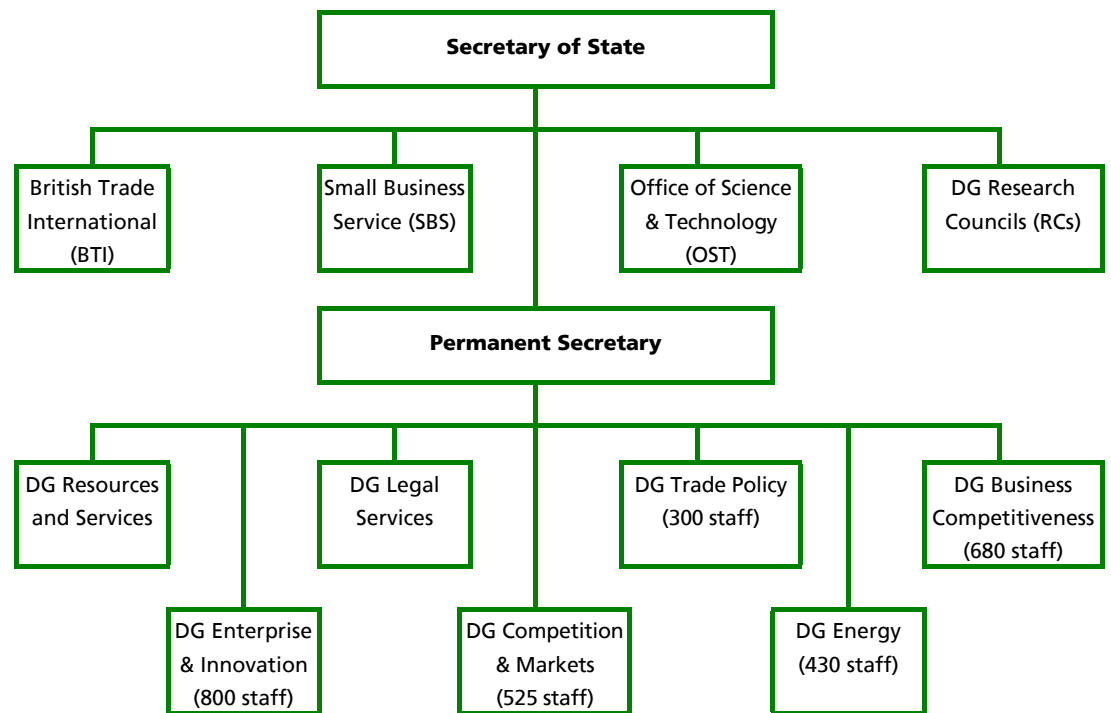 Secretary of State
British Trade
International
(BTI)
Small Business
Service (SBS)
Office of Science
& Technology
(OST)
DG Research
Councils (RCs)
Permanent Secretary
DG Resources
and Services
DG Legal
Services
DG Trade Policy
(300 staff)
DG Business
Competitiveness
(680 staff)
DG Enterprise
& Innovation
(800 staff)
DG Competition
& Markets
(525 staff)
DG Energy
(430 staff)